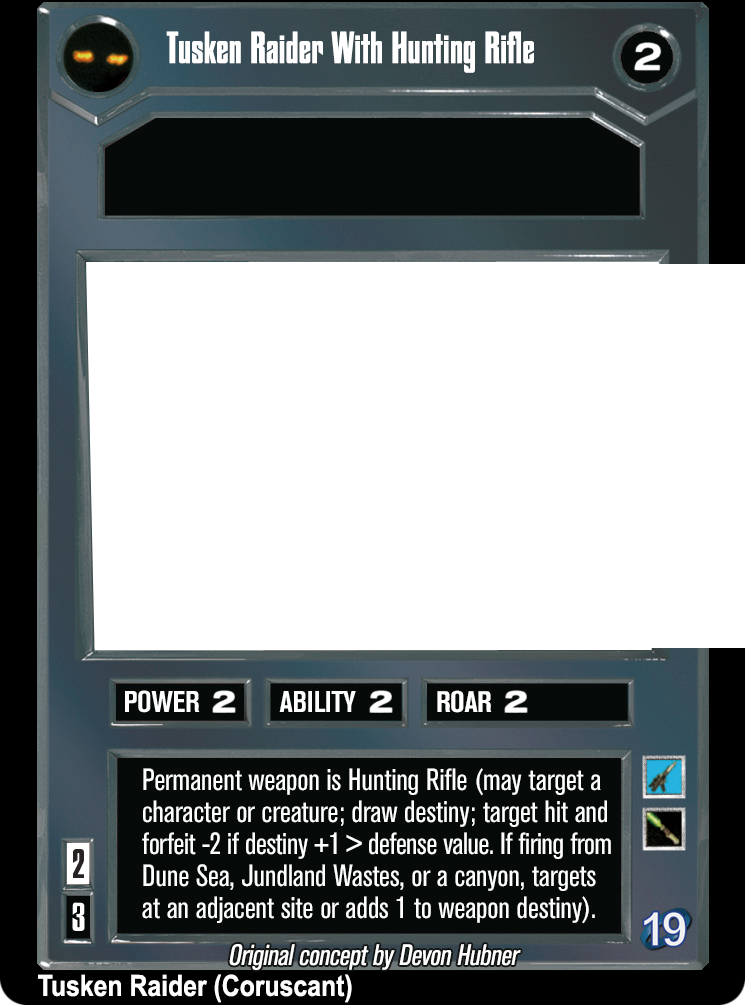 Tusken Raider With Hunting Rifle
2
POWER 2
ABILITY 2
ROAR 2
Permanent weapon is Hunting Rifle (may target a
character or creature; draw destiny; target hit and
forfeit -2 if destiny +1 > defense value. If firing from
Dune Sea, Jundland Wastes, or a canyon, targets
at an adjacent site or adds 1 to weapon destiny).
2
3
19
Original concept by Devon Hubner
Tusken Raider (Coruscant)